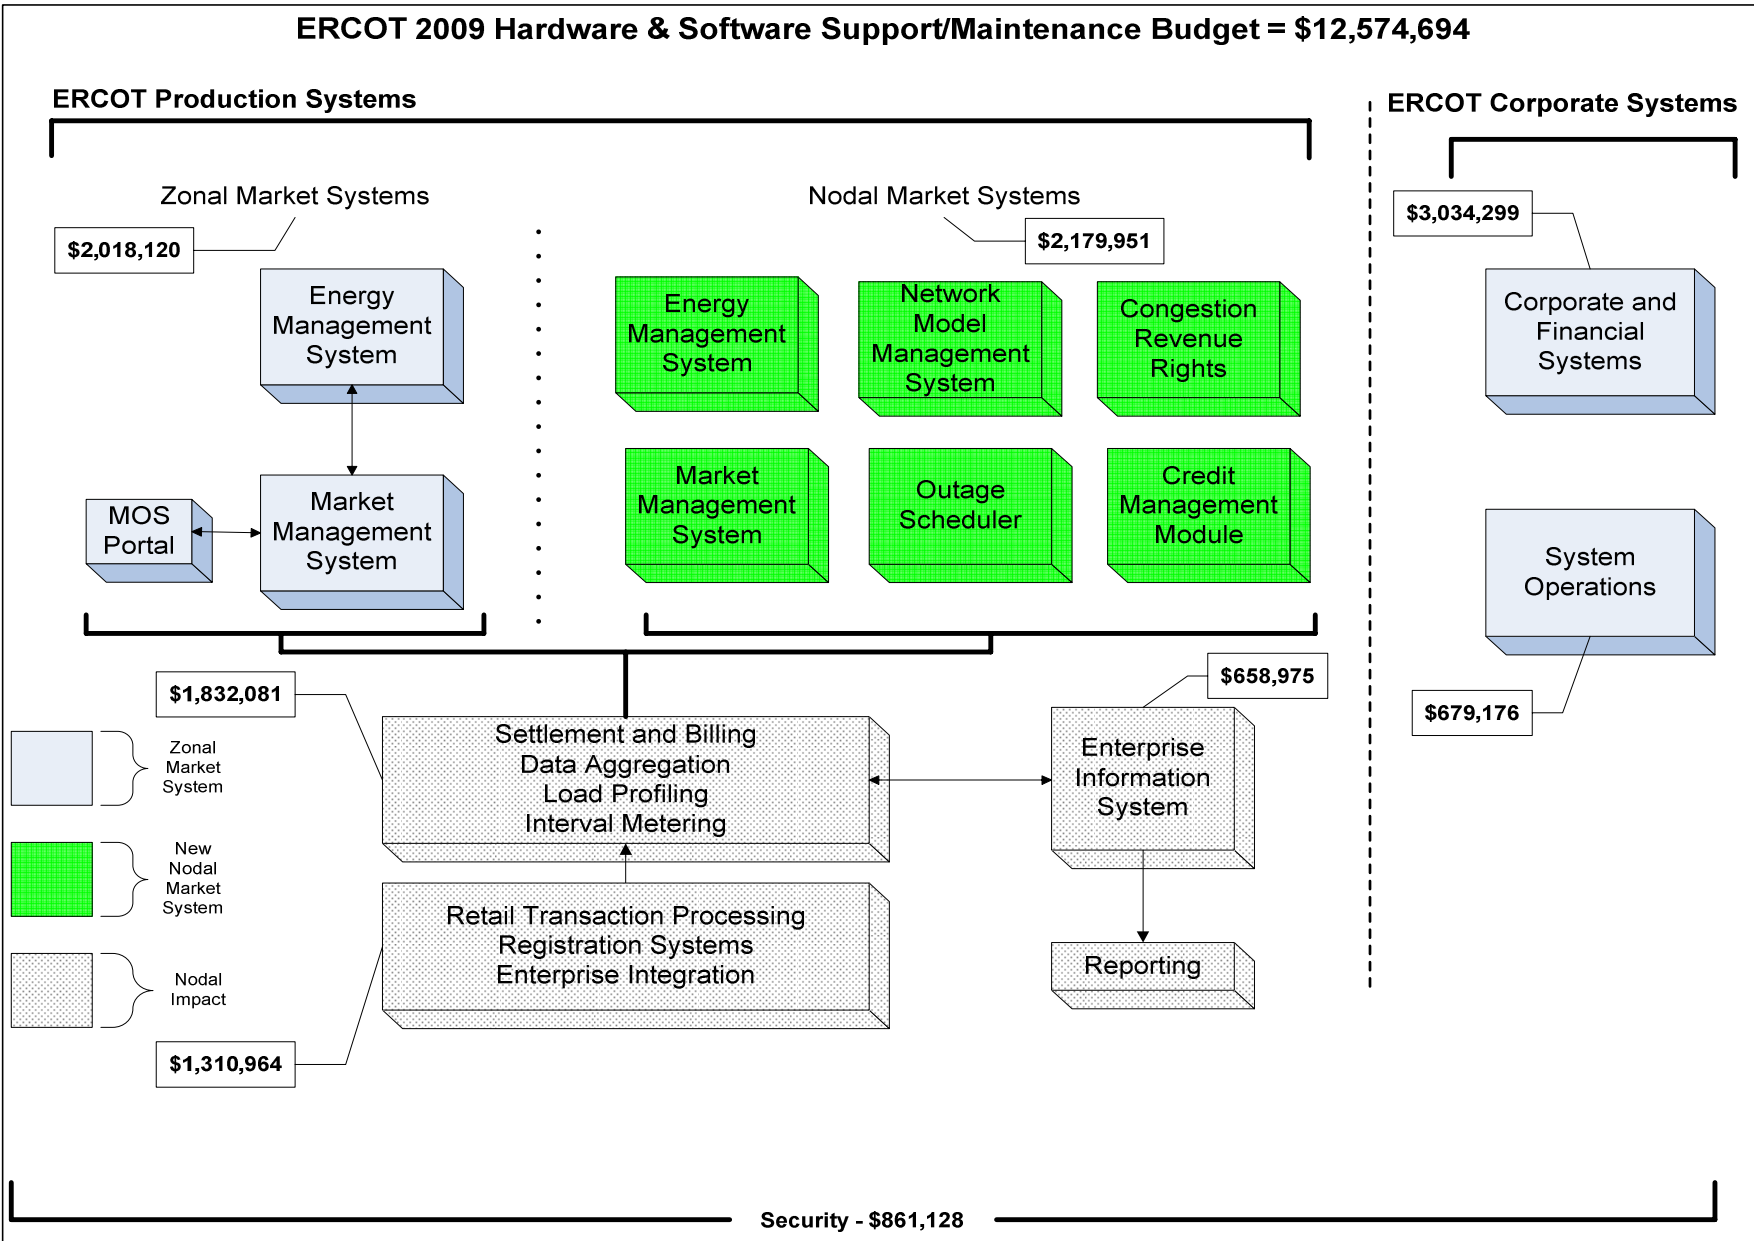 ERCOT 2009 Hardware & Software Support/Maintenance Budget = $12,574,694
ERCOT Production Systems
ERCOT Corporate Systems
Zonal Market Systems
$2,018,120
Nodal Market Systems
$2,179,951
$3,034,299
Energy
Management
System
Energy
Management
System
Network
Model
Management
System
Congestion
Revenue
Rights
Corporate and
Financial
Systems
MOS
Portal
Market
Management
System
Market
Management
System
Outage
Scheduler
Credit
Management
Module
System
Operations
$679,176
$1,832,081
$658,975
Settlement and Billing
Data Aggregation
Load Profiling
Interval Metering
Enterprise
Information
System
Zonal
Market
System
New
Nodal
Market
System
Nodal
Impact
Retail Transaction Processing
Registration Systems
Enterprise Integration
Reporting
$1,310,964
Security - $861,128